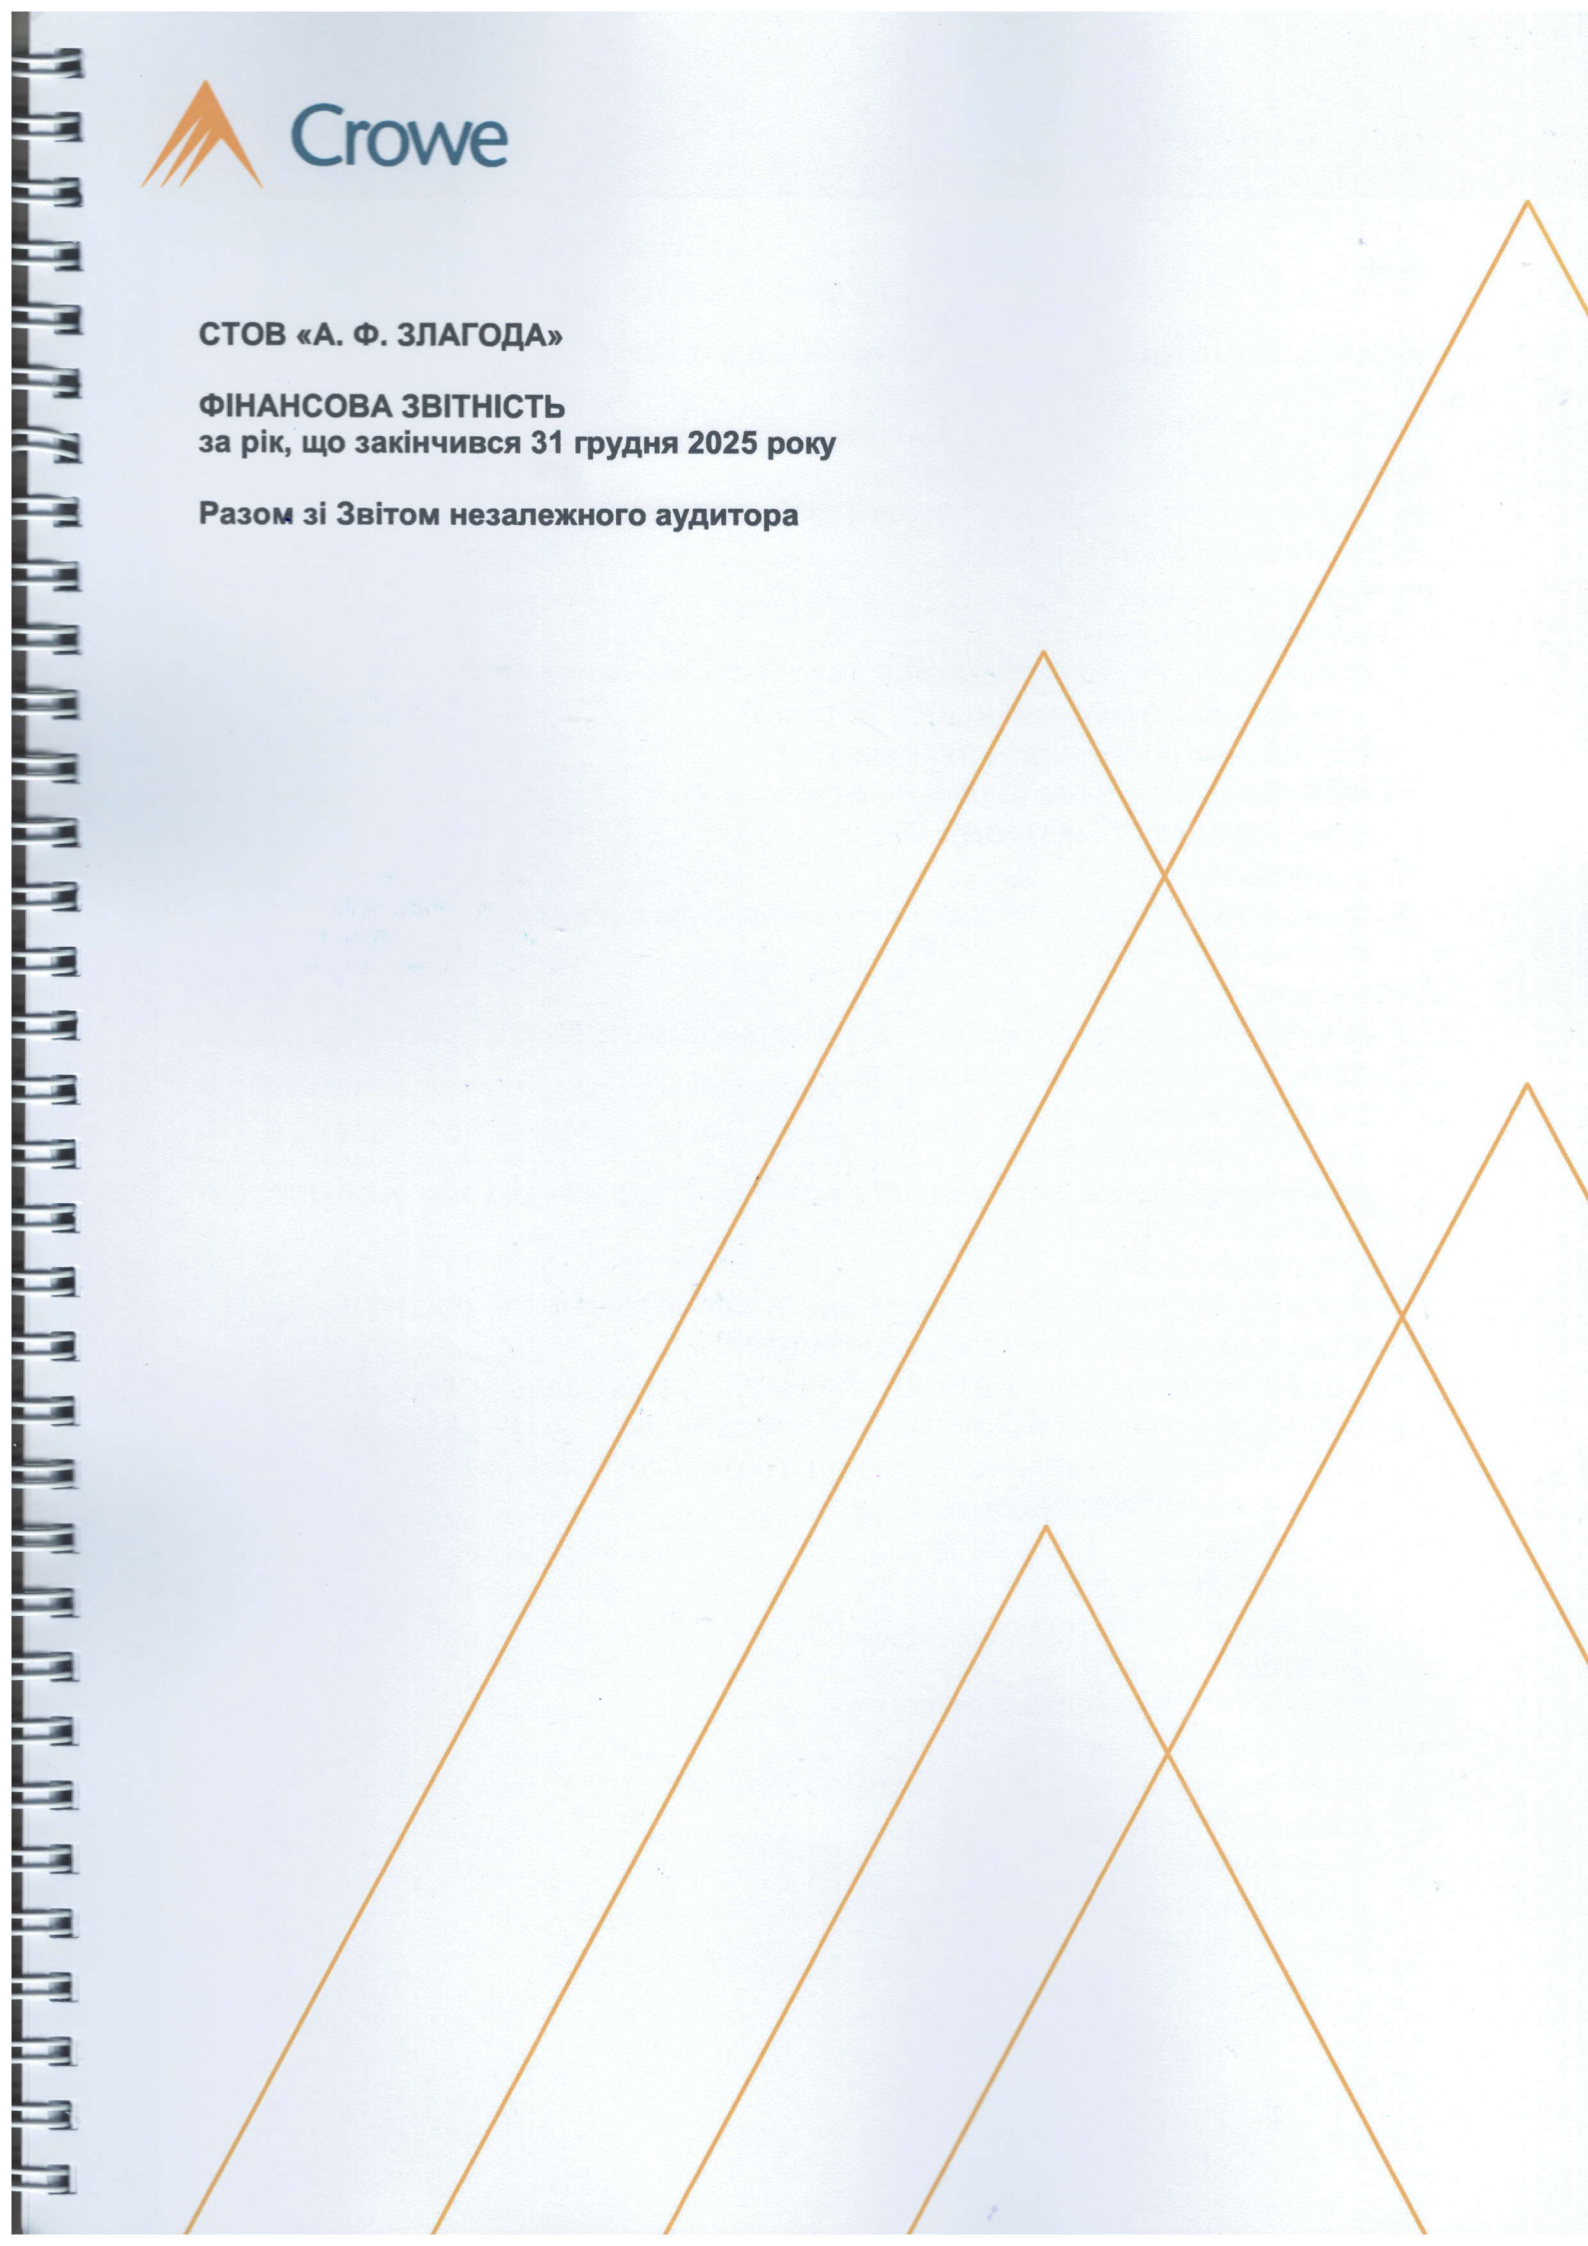 Crowe
СТОВ «А. Ф. ЗЛАГОДА»
ФІНАНСОВА ЗВІТНІСТЬ
за рік, що закінчився 31 грудня 2025 року
Разом зі Звітом незалежного аудитора